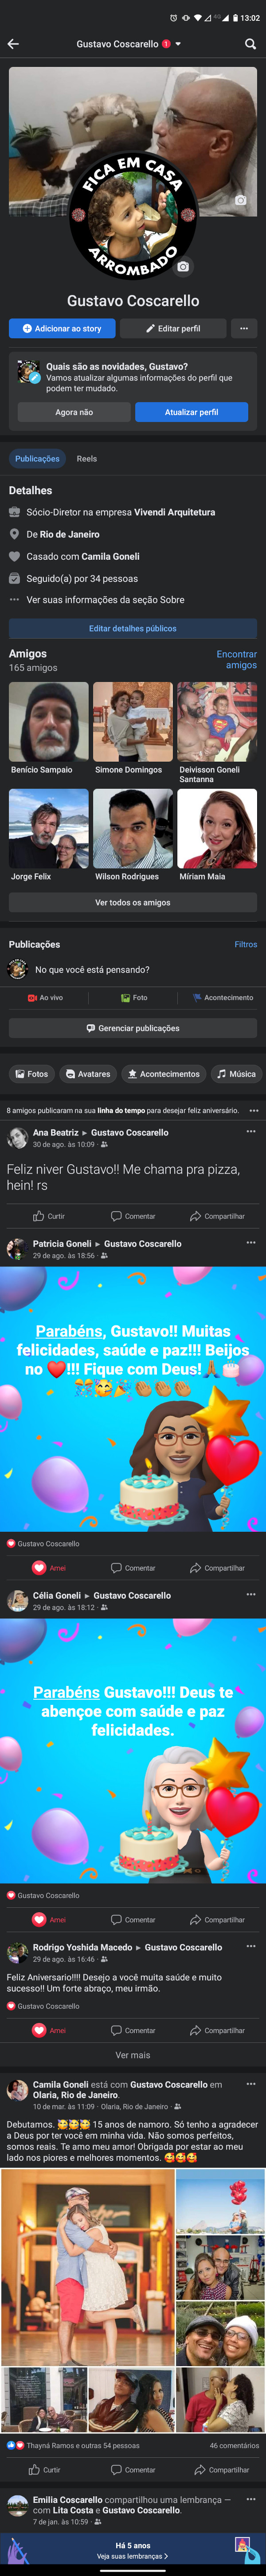 4G 13:02
Gustavo Coscarello 1
FICA EM CASA
ARROMBADO
Gustavo Coscarello
Adicionar ao story
Editar perfil
Quais são as novidades, Gustavo?
Vamos atualizar algumas informações do perfil que
podem ter mudado.
Agora não
Atualizar perfil
Publicações
Reels
Detalhes
Sócio-Diretor na empresa Vivendi Arquitetura
De Rio de Janeiro
Casado com Camila Goneli
Seguido(a) por 34 pessoas
Ver suas informações da seção Sobre
Editar detalhes públicos
Amigos
165 amigos
Encontrar
amigos
Benício Sampaio
Simone Domingos
Deivisson Goneli
Santanna
Jorge Felix
Wilson Rodrigues
Míriam Maia
Ver todos os amigos
Publicações
Filtros
No que você está pensando?
Ao vivo
Foto
Acontecimento
Gerenciar publicações
Fotos
Avatares
Acontecimentos
Música
8 amigos publicaram na sua linha do tempo para desejar feliz aniversário.
Ana Beatriz ▸ Gustavo Coscarello
30 de ago. às 10:09 ·
Feliz niver Gustavo!! Me chama pra pizza,
hein! rs
Curtir
Comentar
Compartilhar
Patricia Goneli ▸ Gustavo Coscarello
29 de ago. às 18:56 ·
Parabéns, Gustavo!! Muitas
felicidades, saúde e paz!!! Beijos
no ❤️!!! Fique com Deus!🙏🎂
🎊🥰🎉👏👏👏
Gustavo Coscarello
Amei
Comentar
Compartilhar
Célia Goneli ▸ Gustavo Coscarello
29 de ago. às 18:12 ·
Parabéns Gustavo!!! Deus te
abençoe com saúde e paz
felicidades.
Gustavo Coscarello
Amei
Comentar
Compartilhar
Rodrigo Yoshida Macedo ▸ Gustavo Coscarello
29 de ago. às 16:46 ·
Feliz Aniversario!!!! Desejo a você muita saúde e muito
sucesso!! Um forte abraço, meu irmão.
Gustavo Coscarello
Amei
Comentar
Compartilhar
Ver mais
Camila Goneli está com Gustavo Coscarello em
Olaria, Rio de Janeiro.
10 de mar. às 11:09 · Olaria, Rio de Janeiro ·
Debutamos. 🥰🥰🥰 15 anos de namoro. Só tenho a agradecer
a Deus por ter você em minha vida. Não somos perfeitos,
somos reais. Te amo meu amor! Obrigada por estar ao meu
lado nos piores e melhores momentos. 🥰🥰🥰
Thayná Ramos e outras 54 pessoas
46 comentários
Curtir
Comentar
Compartilhar
Emilia Coscarello compartilhou uma lembrança —
com Lita Costa e Gustavo Coscarello.
7 de jan. às 10:59 ·
Há 5 anos
Veja suas lembranças